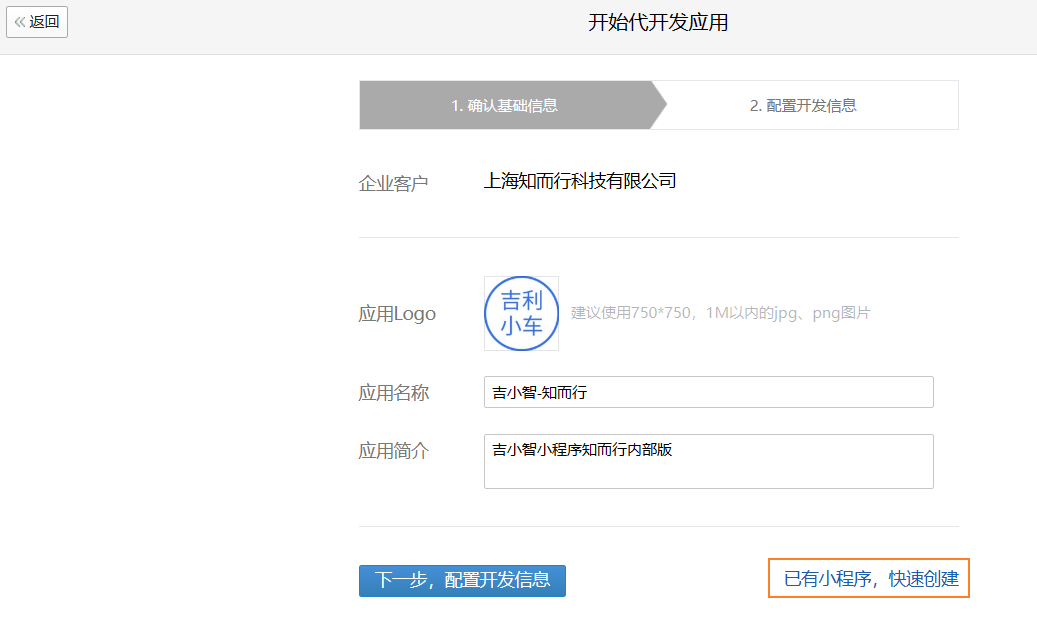 返回
开始代开发应用
1. 确认基础信息
2. 配置开发信息
企业客户
上海知而行科技有限公司
应用Logo
吉利
小车
建议使用750*750，1M以内的jpg、png图片
应用名称
吉小智-知而行
应用简介
吉小智小程序知而行内部版
下一步，配置开发信息
已有小程序，快速创建